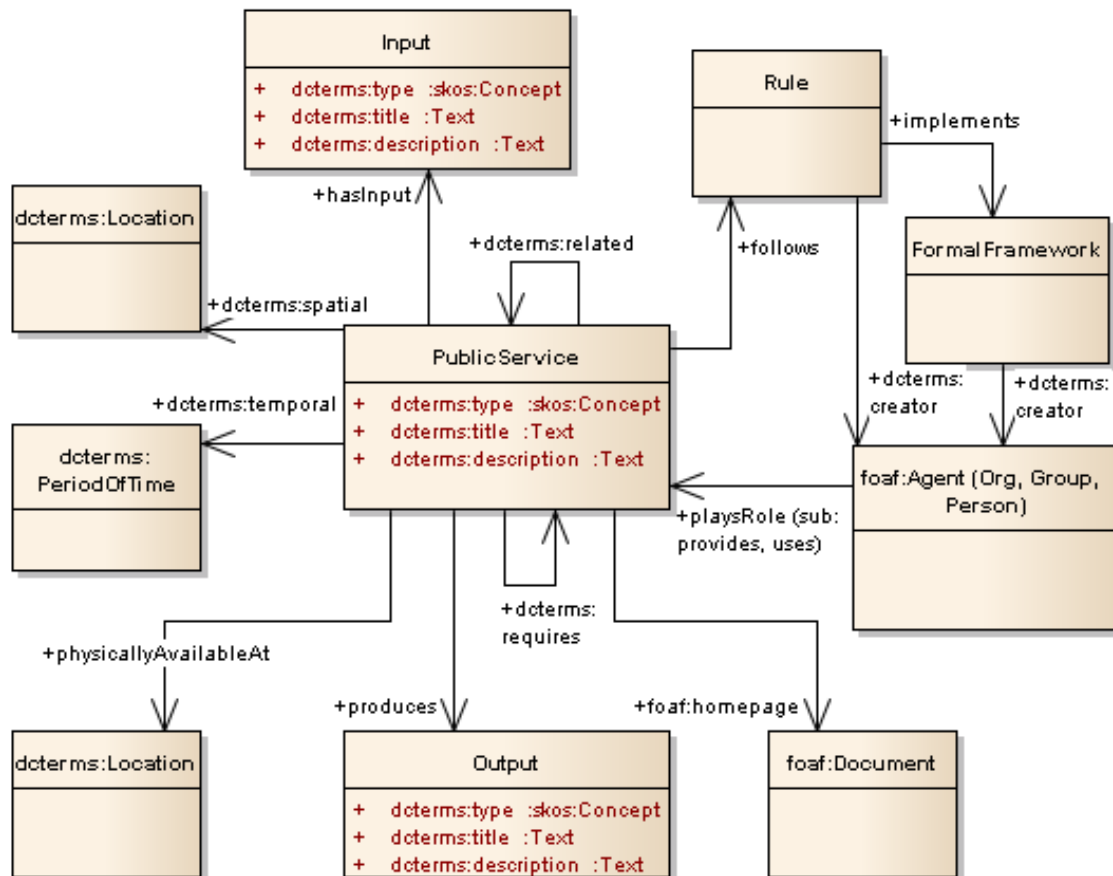 Input
+ dcterms:type :skos:Concept
+ dcterms:title :Text
+ dcterms:description :Text
Rule
+implements
+hasInput
dcterms:Location
+dcterms:related
+follows
FormalFramework
+dcterms:spatial
PublicService
+ dcterms:type :skos:Concept
+ dcterms:title :Text
+ dcterms:description :Text
+dcterms:
creator
+dcterms:
creator
+dcterms:temporal
dcterms:
PeriodOfTime
foaf:Agent (Org, Group,
Person)
+playsRole (sub:
provides, uses)
+dcterms:
requires
+physicallyAvailableAt
+produces
+foaf:homepage
dcterms:Location
Output
+ dcterms:type :skos:Concept
+ dcterms:title :Text
+ dcterms:description :Text
foaf:Document